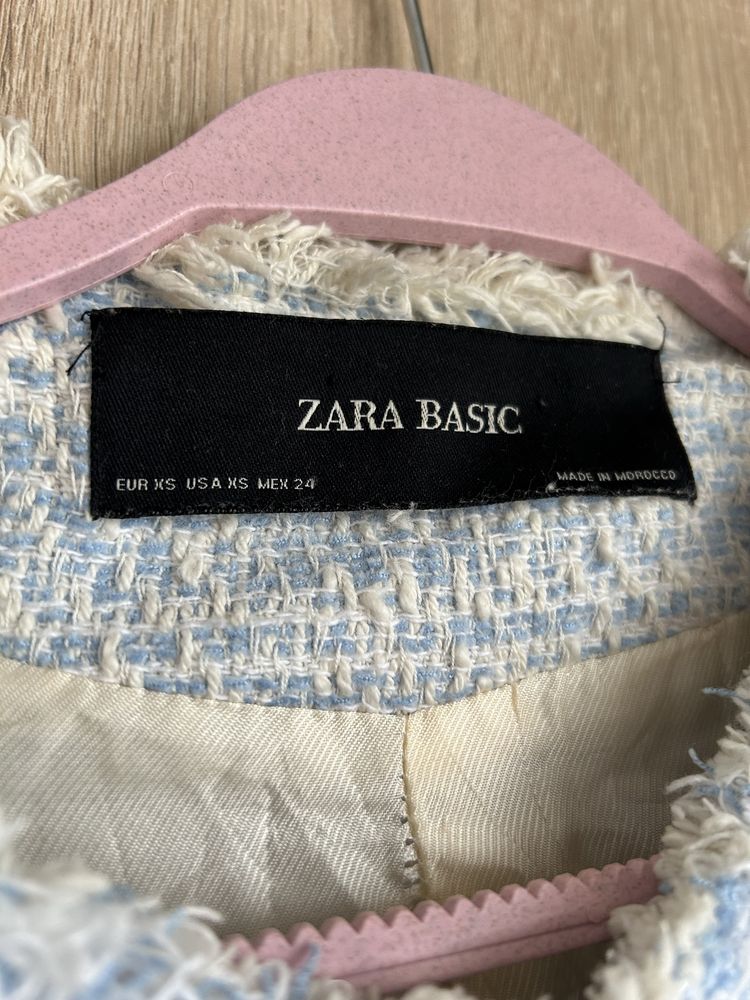 ZARA BASIC
EUR XS USA XS MEX 24
MADE IN MOROCCO